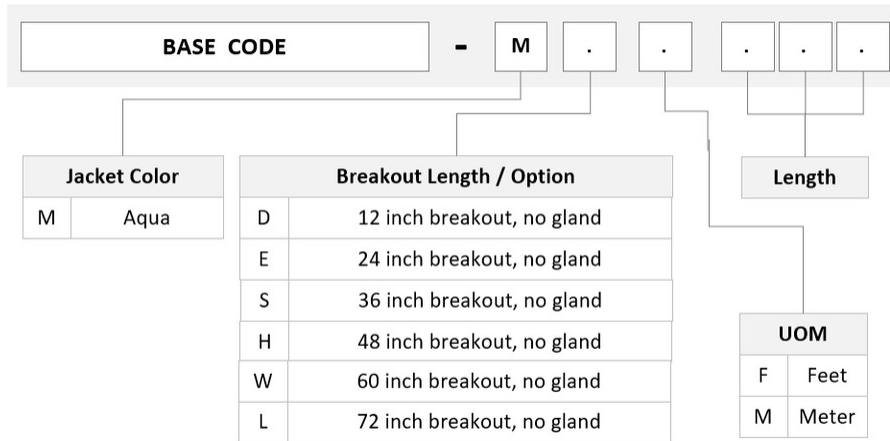 BASE CODE - M . . . . .
Jacket Color
M Aqua
Breakout Length / Option
D 12 inch breakout, no gland
E 24 inch breakout, no gland
S 36 inch breakout, no gland
H 48 inch breakout, no gland
W 60 inch breakout, no gland
L 72 inch breakout, no gland
Length
UOM
F Feet
M Meter